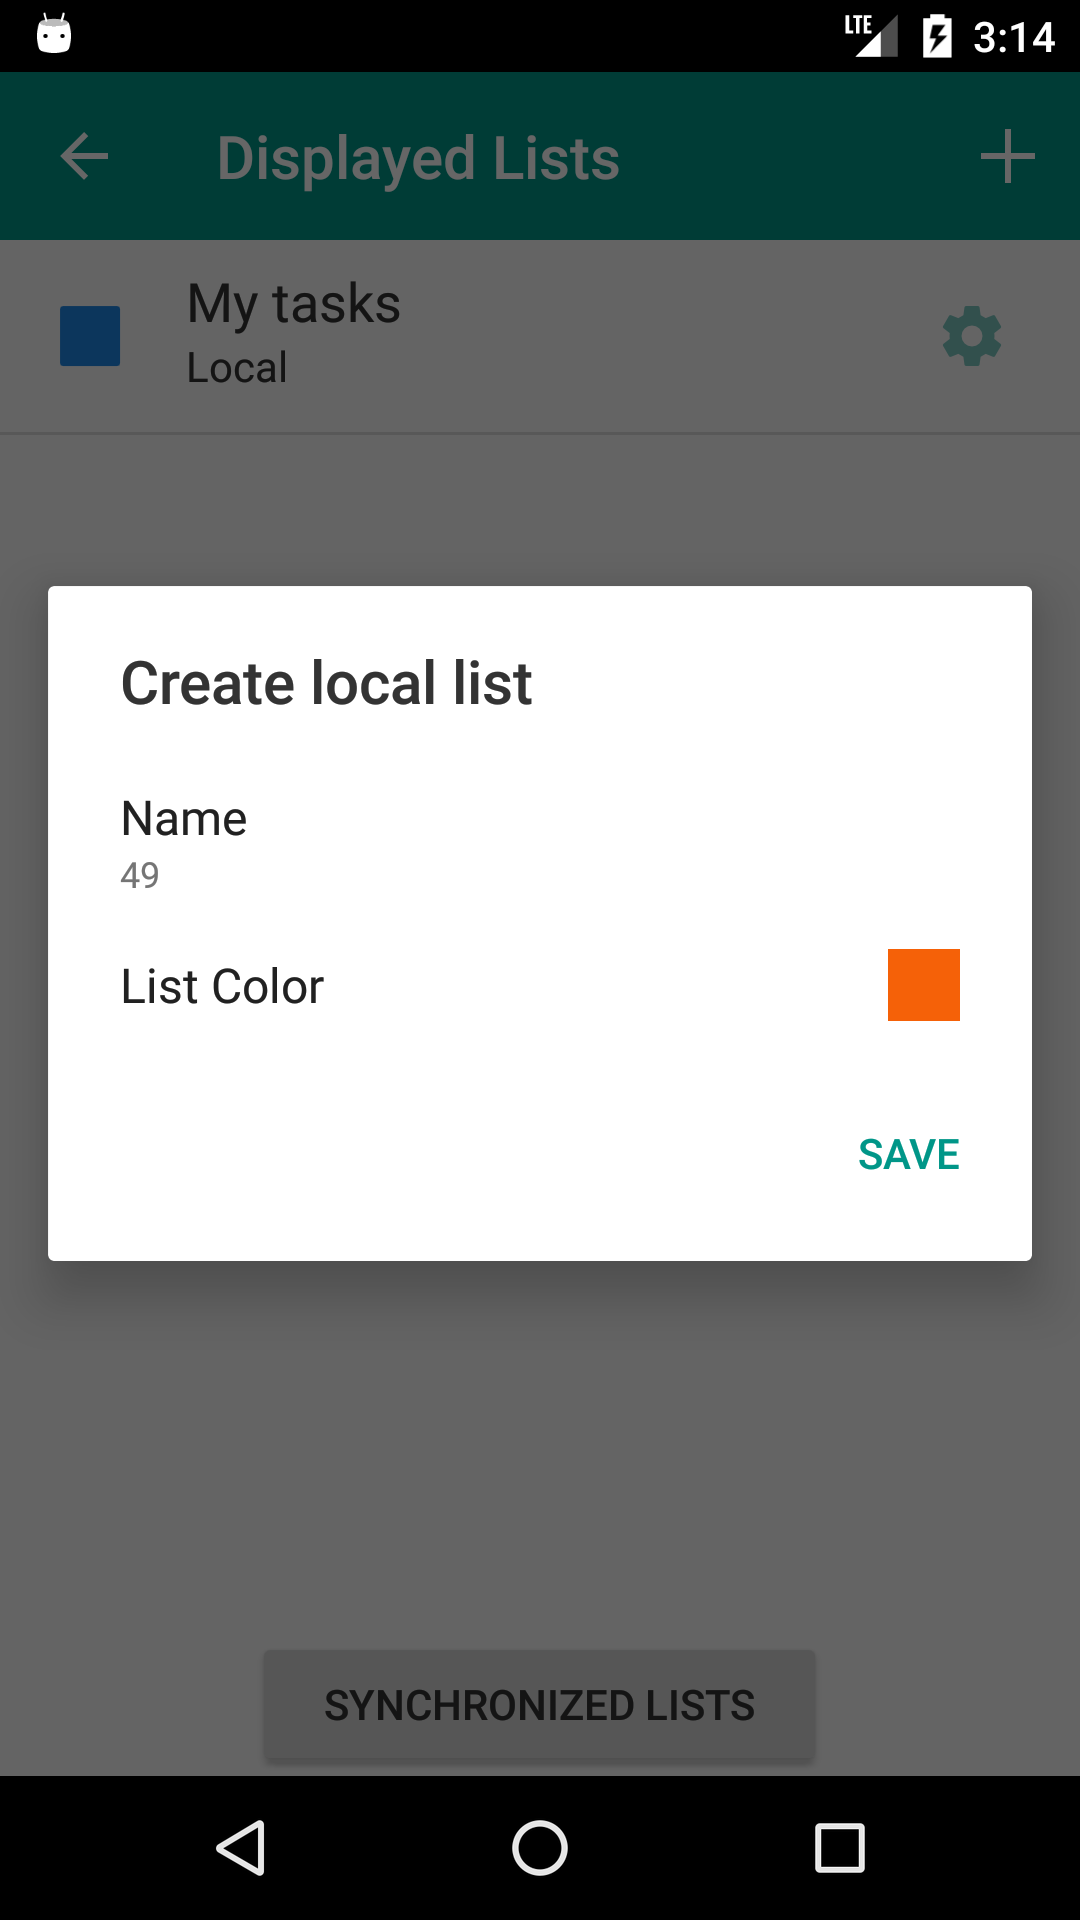 LTE 3:14
Displayed Lists
My tasks
Local
Create local list
Name
49
List Color
SAVE
SYNCHRONIZED LISTS